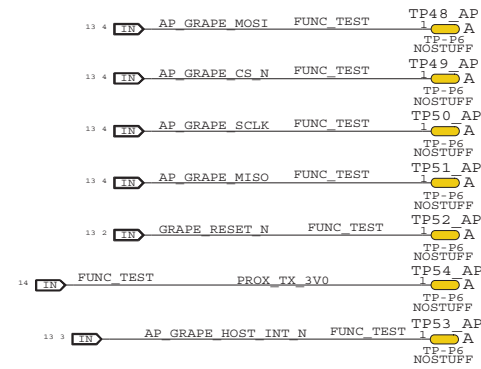 TP48_AP
13 4 IN AP_GRAPE_MOSI FUNC_TEST 1 A
TP-P6
NOSTUFF
TP49_AP
13 4 IN AP_GRAPE_CS_N FUNC_TEST 1 A
TP-P6
NOSTUFF
TP50_AP
13 4 IN AP_GRAPE_SCLK FUNC_TEST 1 A
TP-P6
NOSTUFF
TP51_AP
13 4 IN AP_GRAPE_MISO FUNC_TEST 1 A
TP-P6
NOSTUFF
TP52_AP
13 2 IN GRAPE_RESET_N FUNC_TEST 1 A
TP-P6
NOSTUFF
TP54_AP
14 IN FUNC_TEST PROX_TX_3V0 1 A
TP-P6
NOSTUFF
TP53_AP
13 3 IN AP_GRAPE_HOST_INT_N FUNC_TEST 1 A
TP-P6
NOSTUFF